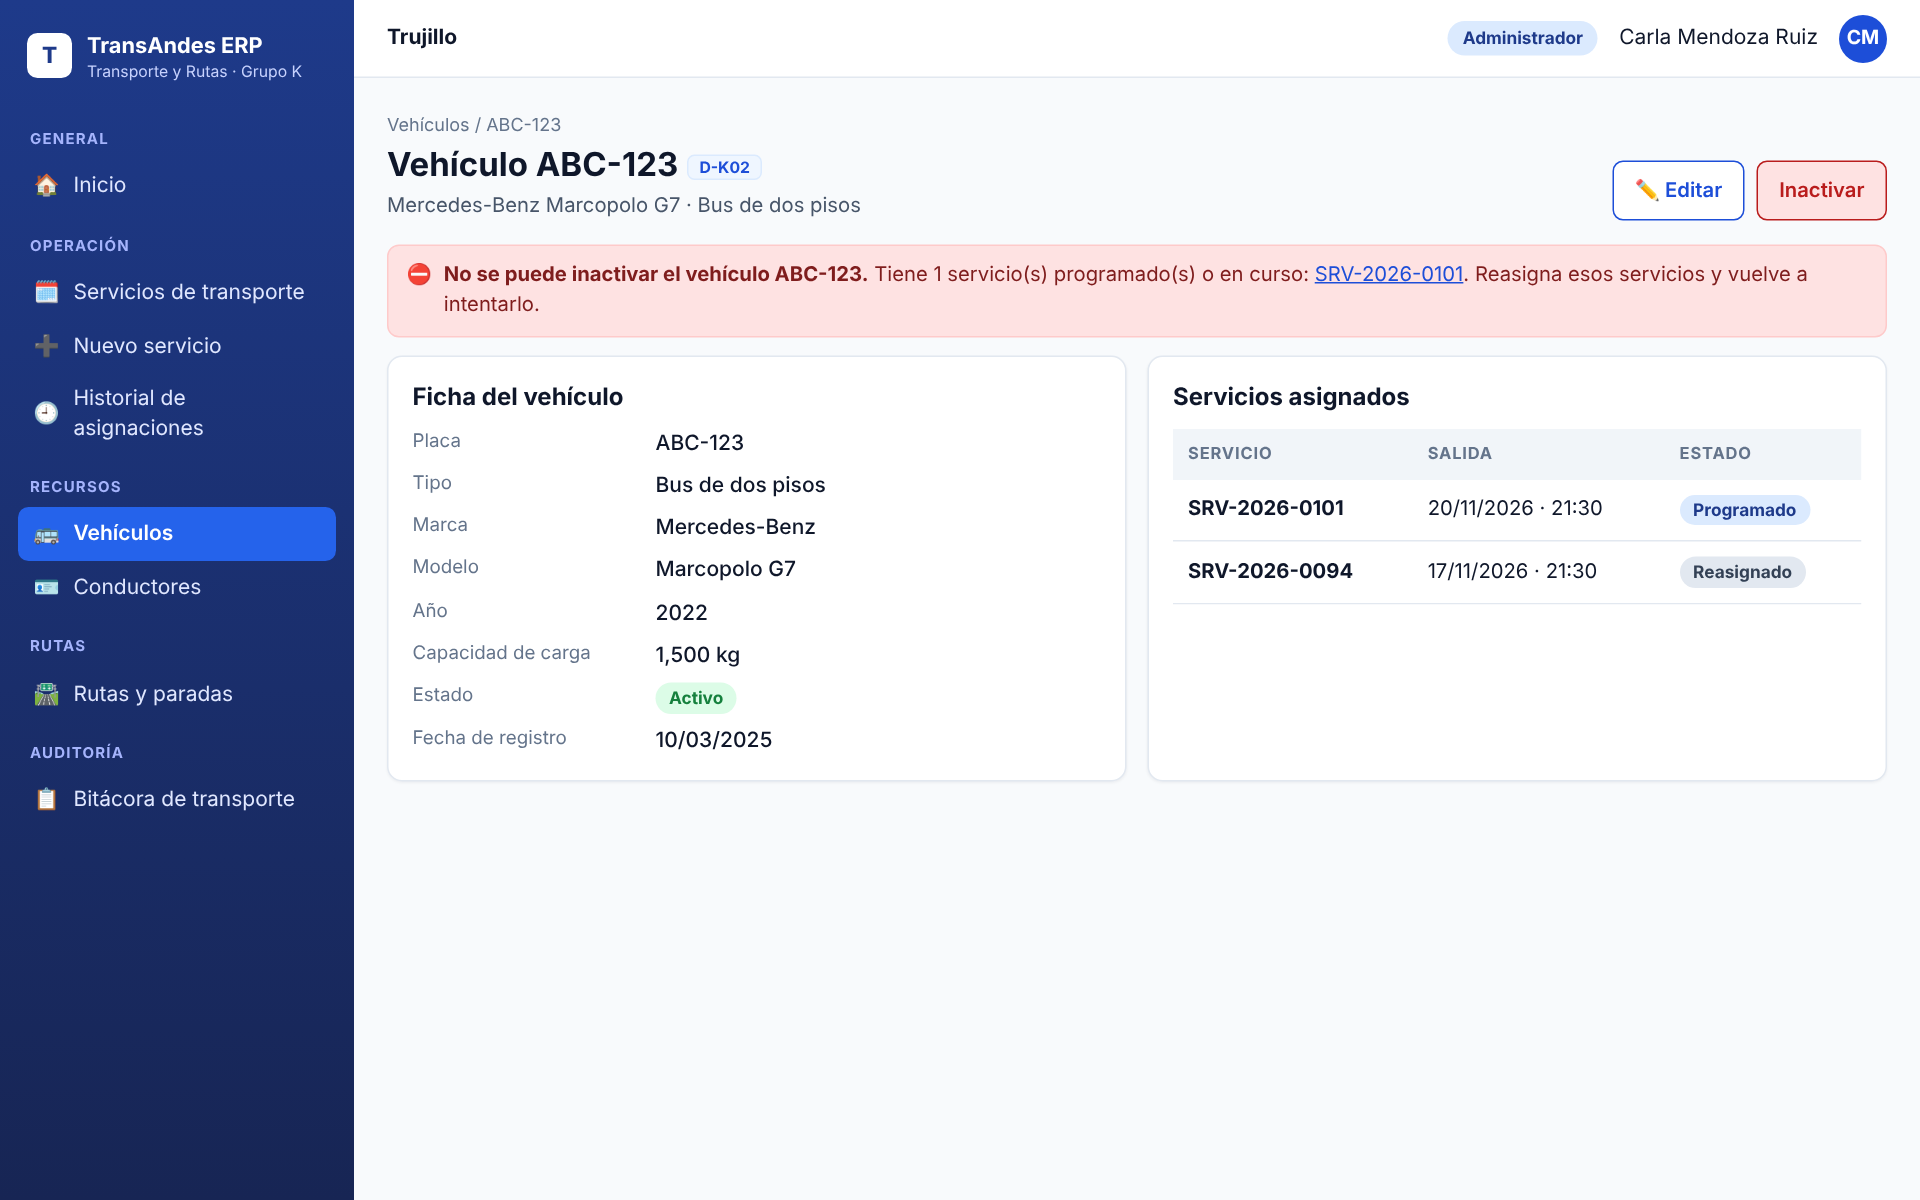 T
TransAndes ERP
Transporte y Rutas · Grupo K
GENERAL
Inicio
OPERACIÓN
Servicios de transporte
Nuevo servicio
Historial de
asignaciones
RECURSOS
Vehículos
Conductores
RUTAS
Rutas y paradas
AUDITORÍA
Bitácora de transporte
Trujillo
Administrador
Carla Mendoza Ruiz
CM
Vehículos / ABC-123
Vehículo ABC-123 D-K02
Mercedes-Benz Marcopolo G7 · Bus de dos pisos
Editar
Inactivar
No se puede inactivar el vehículo ABC-123. Tiene 1 servicio(s) programado(s) o en curso: SRV-2026-0101. Reasigna esos servicios y vuelve a
intentarlo.
Ficha del vehículo
Placa ABC-123
Tipo Bus de dos pisos
Marca Mercedes-Benz
Modelo Marcopolo G7
Año 2022
Capacidad de carga 1,500 kg
Estado Activo
Fecha de registro 10/03/2025
Servicios asignados
SERVICIO SALIDA ESTADO
SRV-2026-0101 20/11/2026 · 21:30 Programado
SRV-2026-0094 17/11/2026 · 21:30 Reasignado